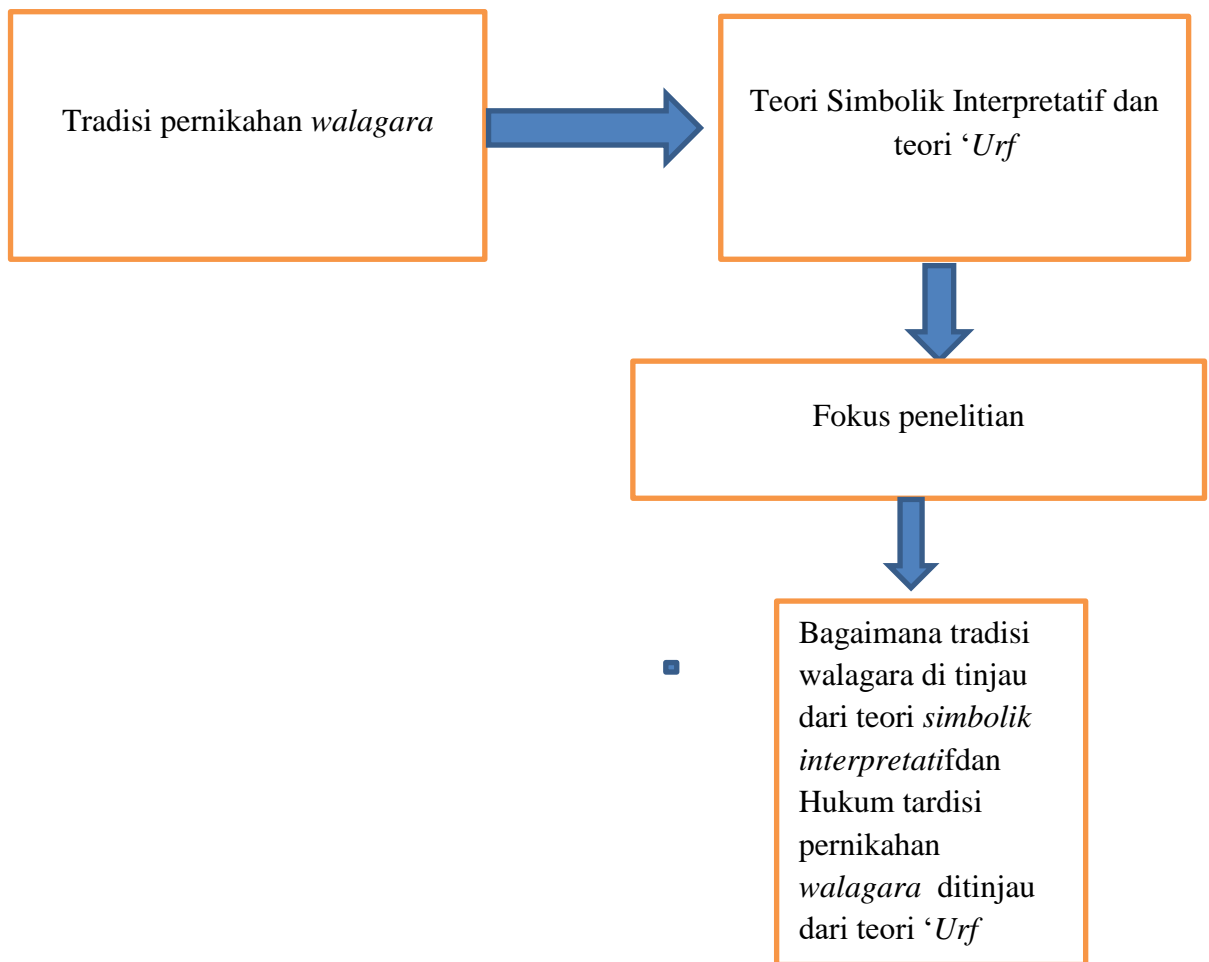 Tradisi pernikahan walagara
Teori Simbolik Interpretatif dan
teori ‘Urf
Fokus penelitian
Bagaimana tradisi
walagara di tinjau
dari teori simbolik
interpretatifdan
Hukum tardisi
pernikahan
walagara ditinjau
dari teori ‘Urf